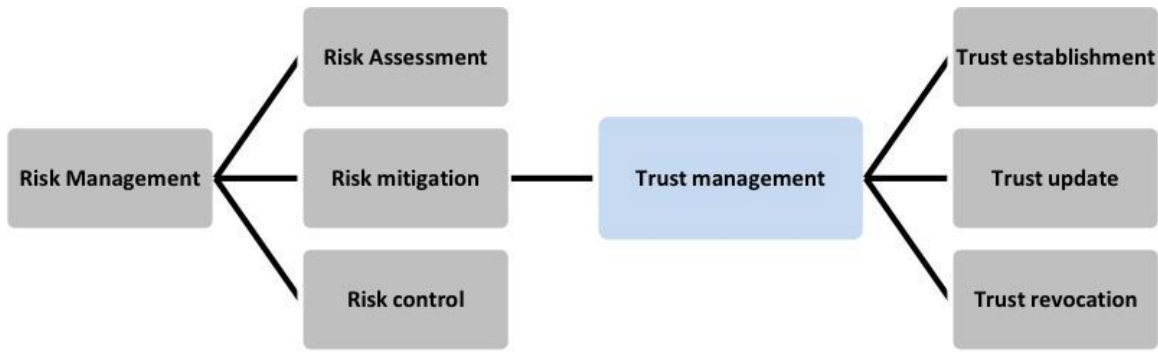 Risk Management
Risk Assessment
Risk mitigation
Risk control
Trust management
Trust establishment
Trust update
Trust revocation